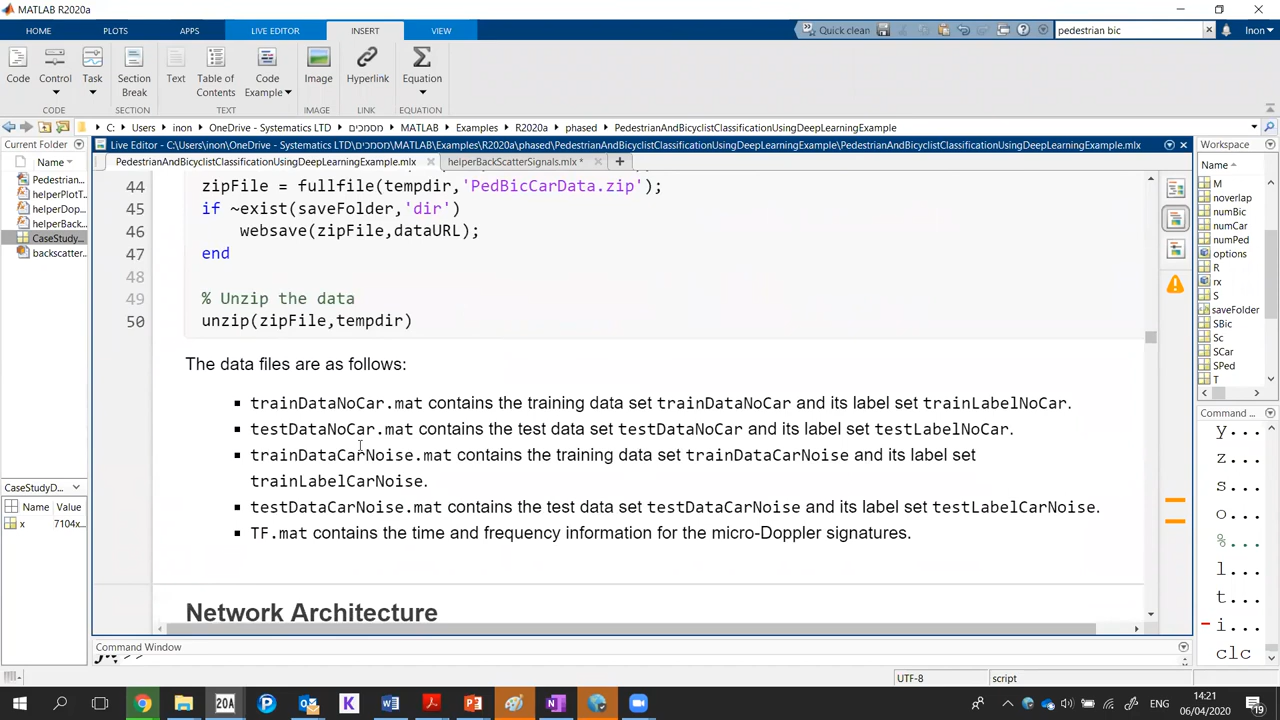 MATLAB R2020a
HOME
PLOTS
APPS
LIVE EDITOR
INSERT
VIEW
Quick clean
pedestrian bic
Inon
Code
Control
Task
Section
Break
Text
Table of
Contents
Code
Example
Image
Hyperlink
Equation
CODE
SECTION
TEXT
IMAGE
LINK
EQUATION
C: Users inon OneDrive - Systematics LTD מסמכים MATLAB Examples R2020a phased PedestrianAndBicyclistClassificationUsingDeepLearningExample
Current Folder
Name
Pedestrian...
helperPlotT...
helperDop...
helperBack...
CaseStudy...
backscatter...
CaseStudyD...
Name Value
x 7104x...
Live Editor - C:\Users\inon\OneDrive - Systematics LTD\מסמכים\MATLAB\Examples\R2020a\phased\PedestrianAndBicyclistClassificationUsingDeepLearningExample\PedestrianAndBicyclistClassificationUsingDeepLearningExample.mlx
PedestrianAndBicyclistClassificationUsingDeepLearningExample.mlx
helperBackScatterSignals.mlx *
44 zipFile = fullfile(tempdir,'PedBicCarData.zip');
45 if ~exist(saveFolder,'dir')
46 websave(zipFile,dataURL);
47 end
48
49 % Unzip the data
50 unzip(zipFile,tempdir)
The data files are as follows:
trainDataNoCar.mat contains the training data set trainDataNoCar and its label set trainLabelNoCar.
testDataNoCar.mat contains the test data set testDataNoCar and its label set testLabelNoCar.
trainDataCarNoise.mat contains the training data set trainDataCarNoise and its label set
trainLabelCarNoise.
testDataCarNoise.mat contains the test data set testDataCarNoise and its label set testLabelCarNoise.
TF.mat contains the time and frequency information for the micro-Doppler signatures.
Network Architecture
Command Window
Workspace
Name
M
noverlap
numBic
numCar
numPed
options
R
rx
S
saveFolder
SBic
Sc
SCar
SPed
T
Command ...
y...
z...
s...
o...
%...
l...
t...
i...
clc
UTF-8
script
20A
ENG
14:21
06/04/2020
19